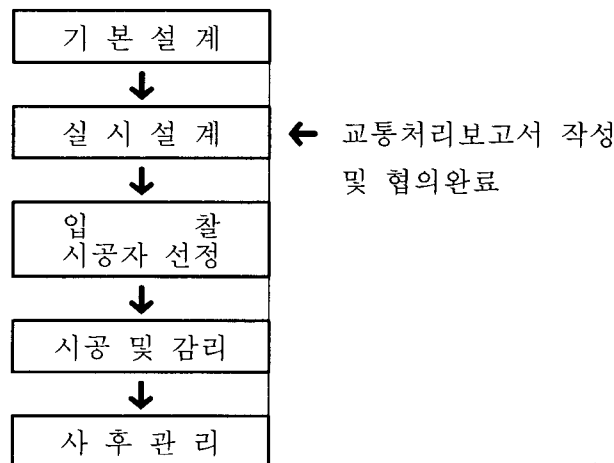 기 본 설 계
실 시 설 계
← 교통처리보고서 작성
및 협의완료
입 찰
시공자 선정
시공 및 감리
사 후 관 리